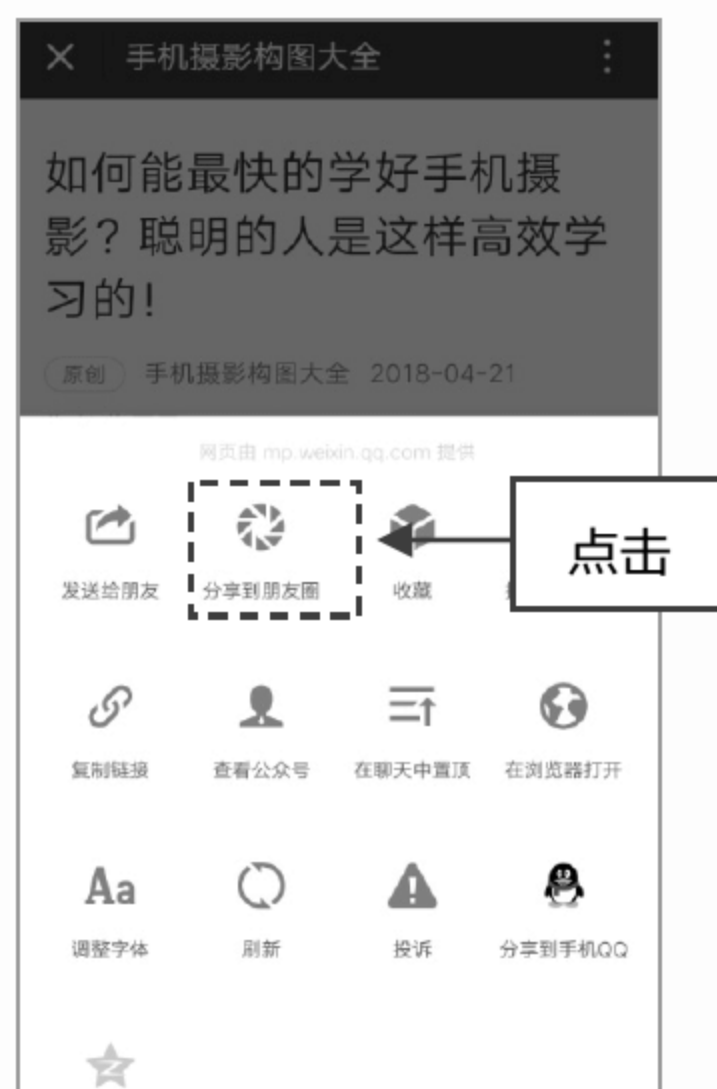 手机摄影构图大全
如何能最快的学好手机摄
影？聪明的人是这样高效学
习的！
原创 手机摄影构图大全 2018-04-21
网页由 mp.weixin.qq.com 提供
点击
发送给朋友 分享到朋友圈 收藏
复制链接 查看公众号 在聊天中置顶 在浏览器打开
Aa
调整字体 刷新 投诉 分享到手机QQ